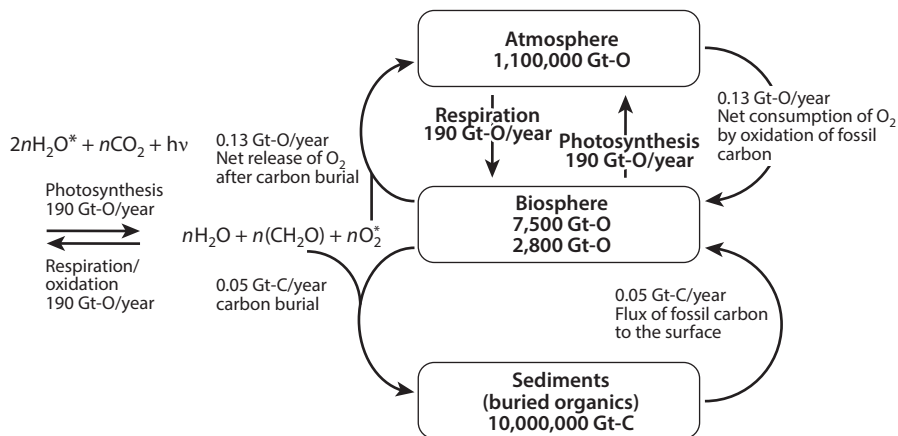 Atmosphere
1,100,000 Gt-O
Respiration
190 Gt-O/year
Photosynthesis
190 Gt-O/year
0.13 Gt-O/year
Net consumption of O₂
by oxidation of fossil
carbon
0.13 Gt-O/year
Net release of O₂
after carbon burial
2nH₂O* + nCO₂ + hν
Photosynthesis
190 Gt-O/year
Respiration/
oxidation
190 Gt-O/year
nH₂O + n(CH₂O) + nO₂*
Biosphere
7,500 Gt-O
2,800 Gt-O
0.05 Gt-C/year
carbon burial
0.05 Gt-C/year
Flux of fossil carbon
to the surface
Sediments
(buried organics)
10,000,000 Gt-C